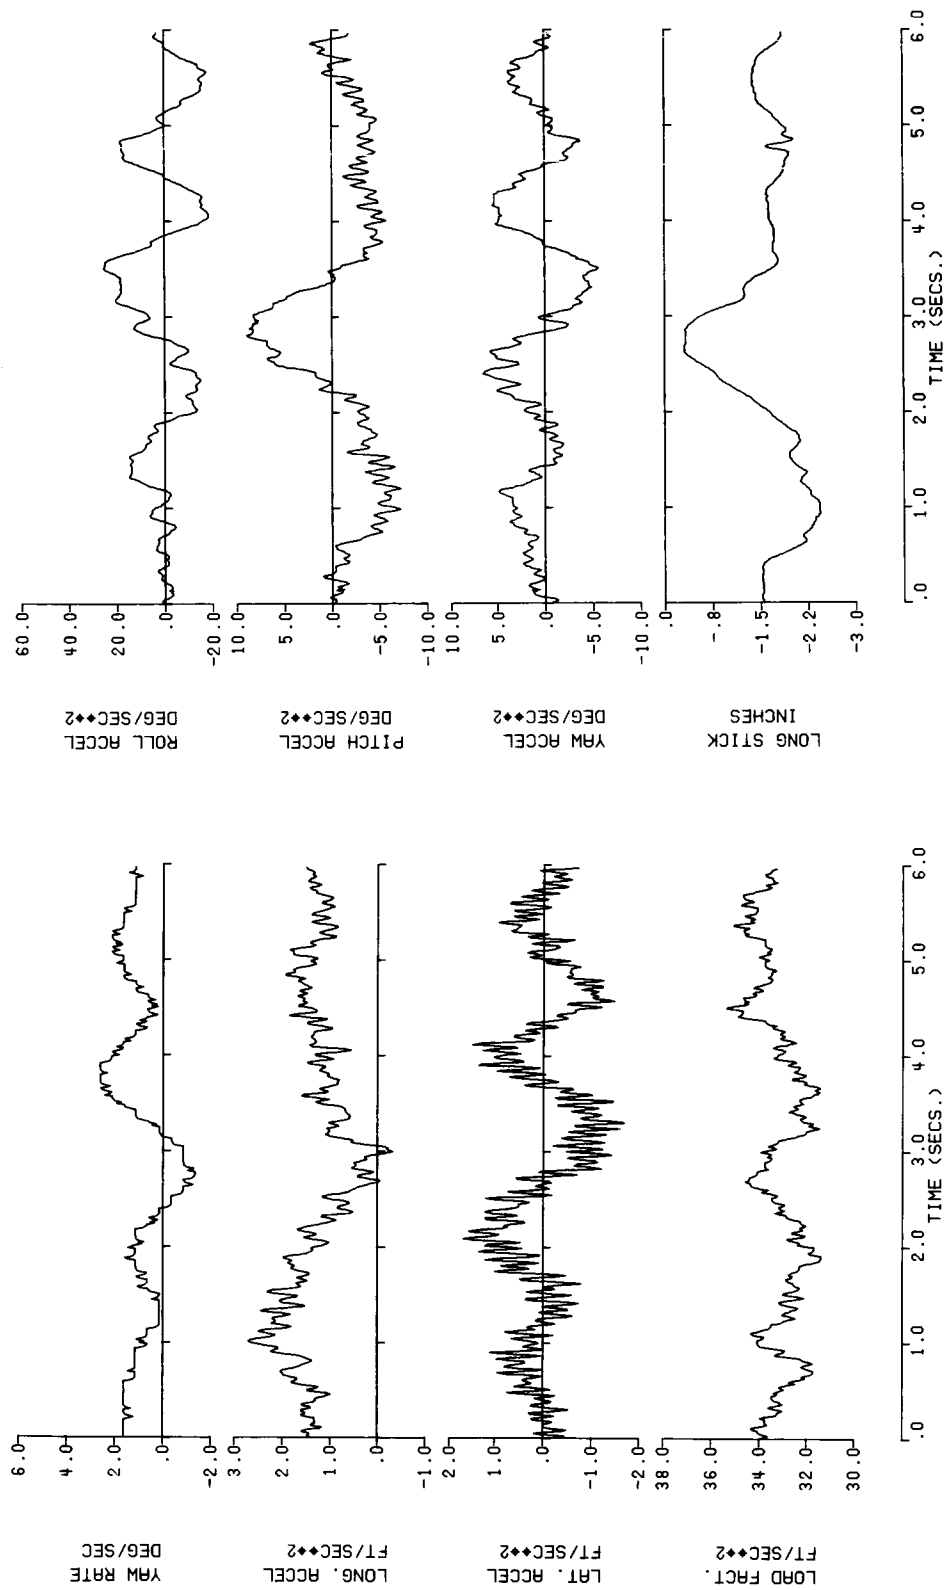 YAW RATE
DEG/SEC
6.0
4.0
2.0
.0
-2.0
LONG. ACCEL
FT/SEC**2
3.0
2.0
1.0
.0
-1.0
LAT. ACCEL
FT/SEC**2
2.0
1.0
.0
-1.0
-2.0
LOAD FACT.
FT/SEC**2
38.0
36.0
34.0
32.0
30.0
.0 1.0 2.0 3.0 4.0 5.0 6.0
TIME (SECS.)
ROLL ACCEL
DEG/SEC**2
60.0
40.0
20.0
.0
-20.0
PITCH ACCEL
DEG/SEC**2
10.0
5.0
.0
-5.0
-10.0
YAW ACCEL
DEG/SEC**2
10.0
5.0
.0
-5.0
-10.0
LONG STICK
INCHES
.0
-.8
-1.5
-2.2
-3.0
.0 1.0 2.0 3.0 4.0 5.0 6.0
TIME (SECS.)